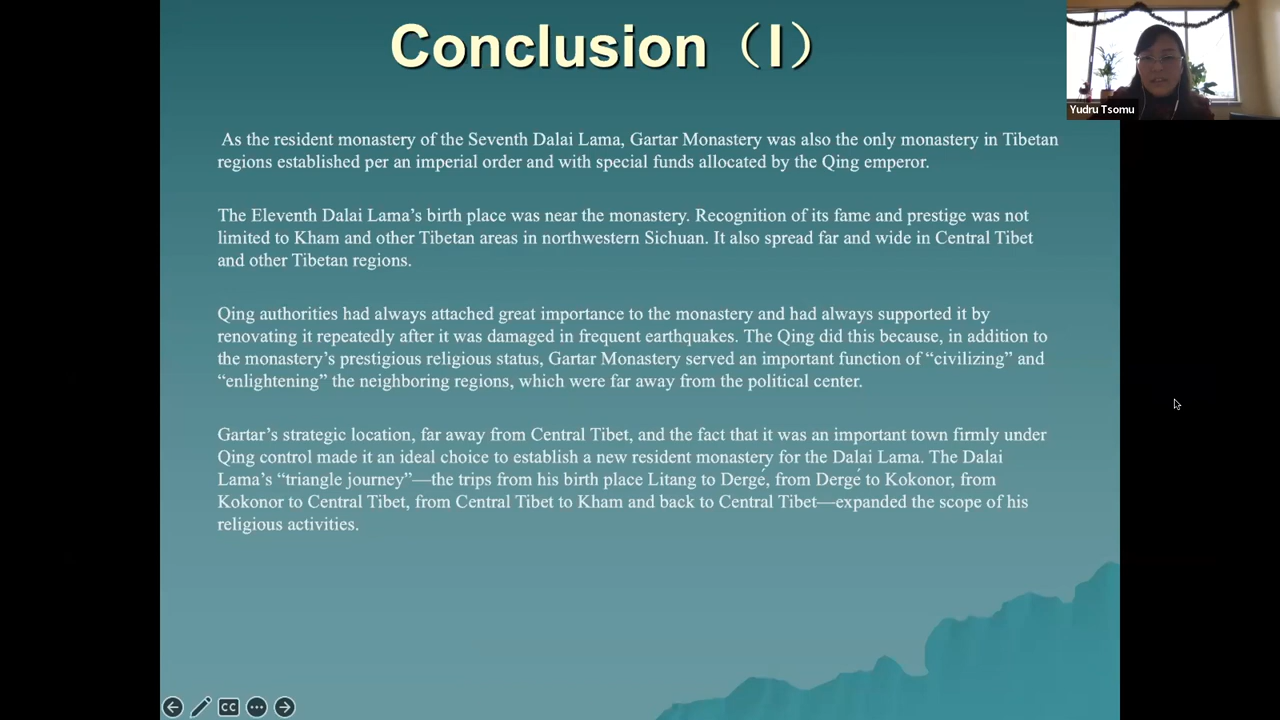 Conclusion（I）
Yudru Tsomu
As the resident monastery of the Seventh Dalai Lama, Gartar Monastery was also the only monastery in Tibetan
regions established per an imperial order and with special funds allocated by the Qing emperor.
The Eleventh Dalai Lama’s birth place was near the monastery. Recognition of its fame and prestige was not
limited to Kham and other Tibetan areas in northwestern Sichuan. It also spread far and wide in Central Tibet
and other Tibetan regions.
Qing authorities had always attached great importance to the monastery and had always supported it by
renovating it repeatedly after it was damaged in frequent earthquakes. The Qing did this because, in addition to
the monastery’s prestigious religious status, Gartar Monastery served an important function of “civilizing” and
“enlightening” the neighboring regions, which were far away from the political center.
Gartar’s strategic location, far away from Central Tibet, and the fact that it was an important town firmly under
Qing control made it an ideal choice to establish a new resident monastery for the Dalai Lama. The Dalai
Lama’s “triangle journey”—the trips from his birth place Litang to Dergé, from Dergé to Kokonor, from
Kokonor to Central Tibet, from Central Tibet to Kham and back to Central Tibet—expanded the scope of his
religious activities.
CC